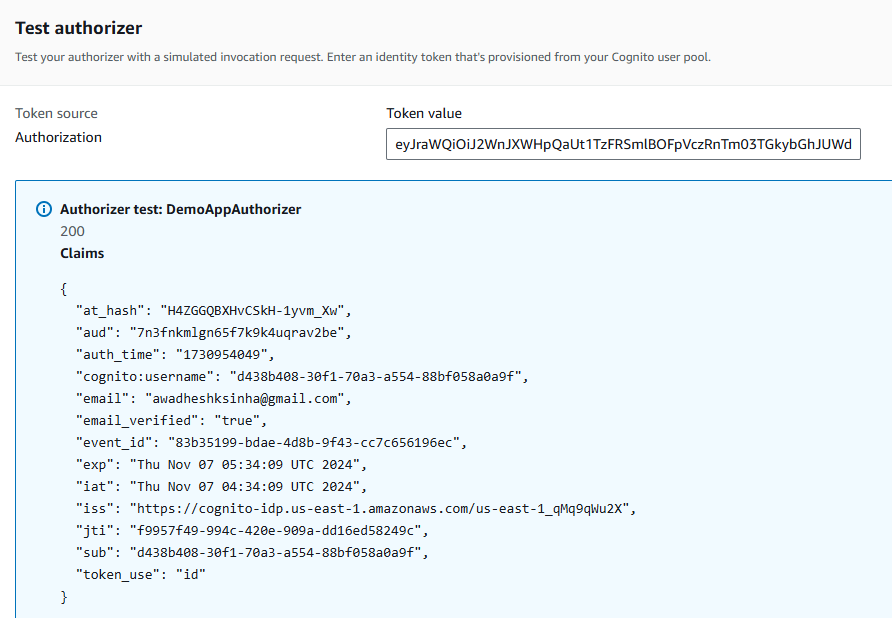 Test authorizer
Test your authorizer with a simulated invocation request. Enter an identity token that's provisioned from your Cognito user pool.
Token source
Authorization
Token value
eyJraWQiOiJ2WnJXWHpQaUt1TzFRSmlBOFpVczRnTm03TGkybGhJUWd
Authorizer test: DemoAppAuthorizer
200
Claims
{
"at_hash": "H4ZGGQBXHvCSkH-1yvm_Xw",
"aud": "7n3fnkmlgn65f7k9k4uqrav2be",
"auth_time": "1730954049",
"cognito:username": "d438b408-30f1-70a3-a554-88bf058a0a9f",
"email": "awadheshksinha@gmail.com",
"email_verified": "true",
"event_id": "83b35199-bdae-4d8b-9f43-cc7c656196ec",
"exp": "Thu Nov 07 05:34:09 UTC 2024",
"iat": "Thu Nov 07 04:34:09 UTC 2024",
"iss": "https://cognito-idp.us-east-1.amazonaws.com/us-east-1_qMq9qWu2X",
"jti": "f9957f49-994c-420e-909a-dd16ed58249c",
"sub": "d438b408-30f1-70a3-a554-88bf058a0a9f",
"token_use": "id"
}